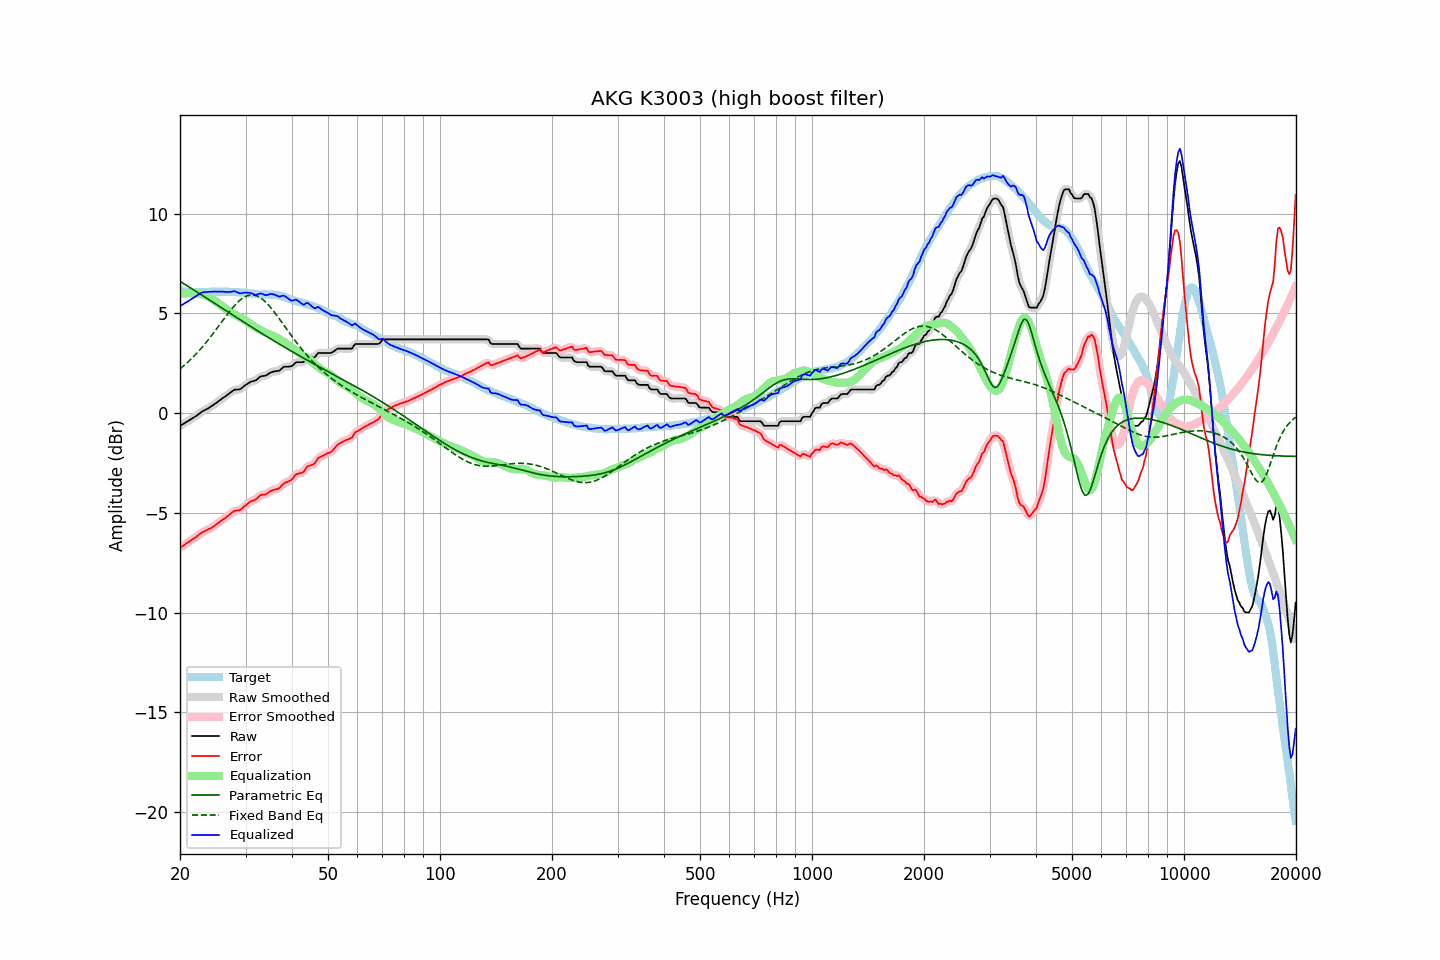 AKG K3003 (high boost filter)
Amplitude (dBr)
10
5
0
−5
−10
−15
−20
Target
Raw Smoothed
Error Smoothed
Raw
Error
Equalization
Parametric Eq
Fixed Band Eq
Equalized
20 50 100 200 500 1000 2000 5000 10000 20000
Frequency (Hz)